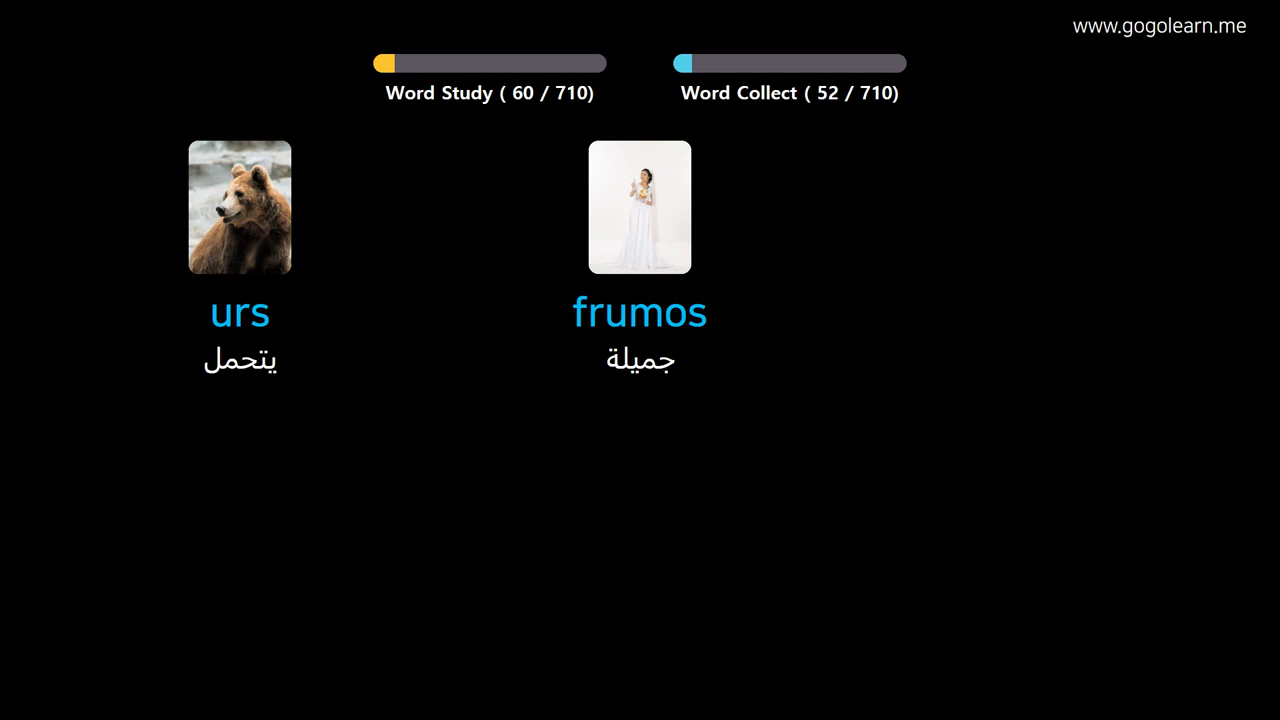 www.gogolearn.me
Word Study ( 60 / 710)
Word Collect ( 52 / 710)
urs
يتحمل
frumos
جميلة